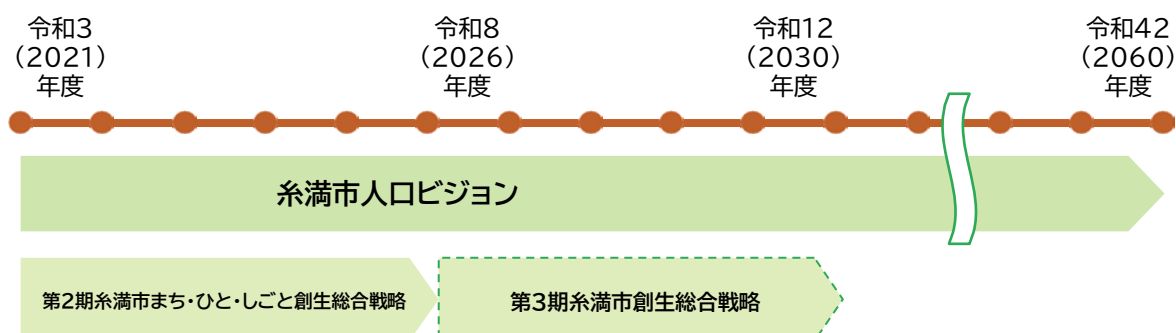 令和3
（2021）
年度
令和8
（2026）
年度
令和12
（2030）
年度
令和42
（2060）
年度
糸満市人口ビジョン
第2期糸満市まち・ひと・しごと創生総合戦略
第3期糸満市創生総合戦略